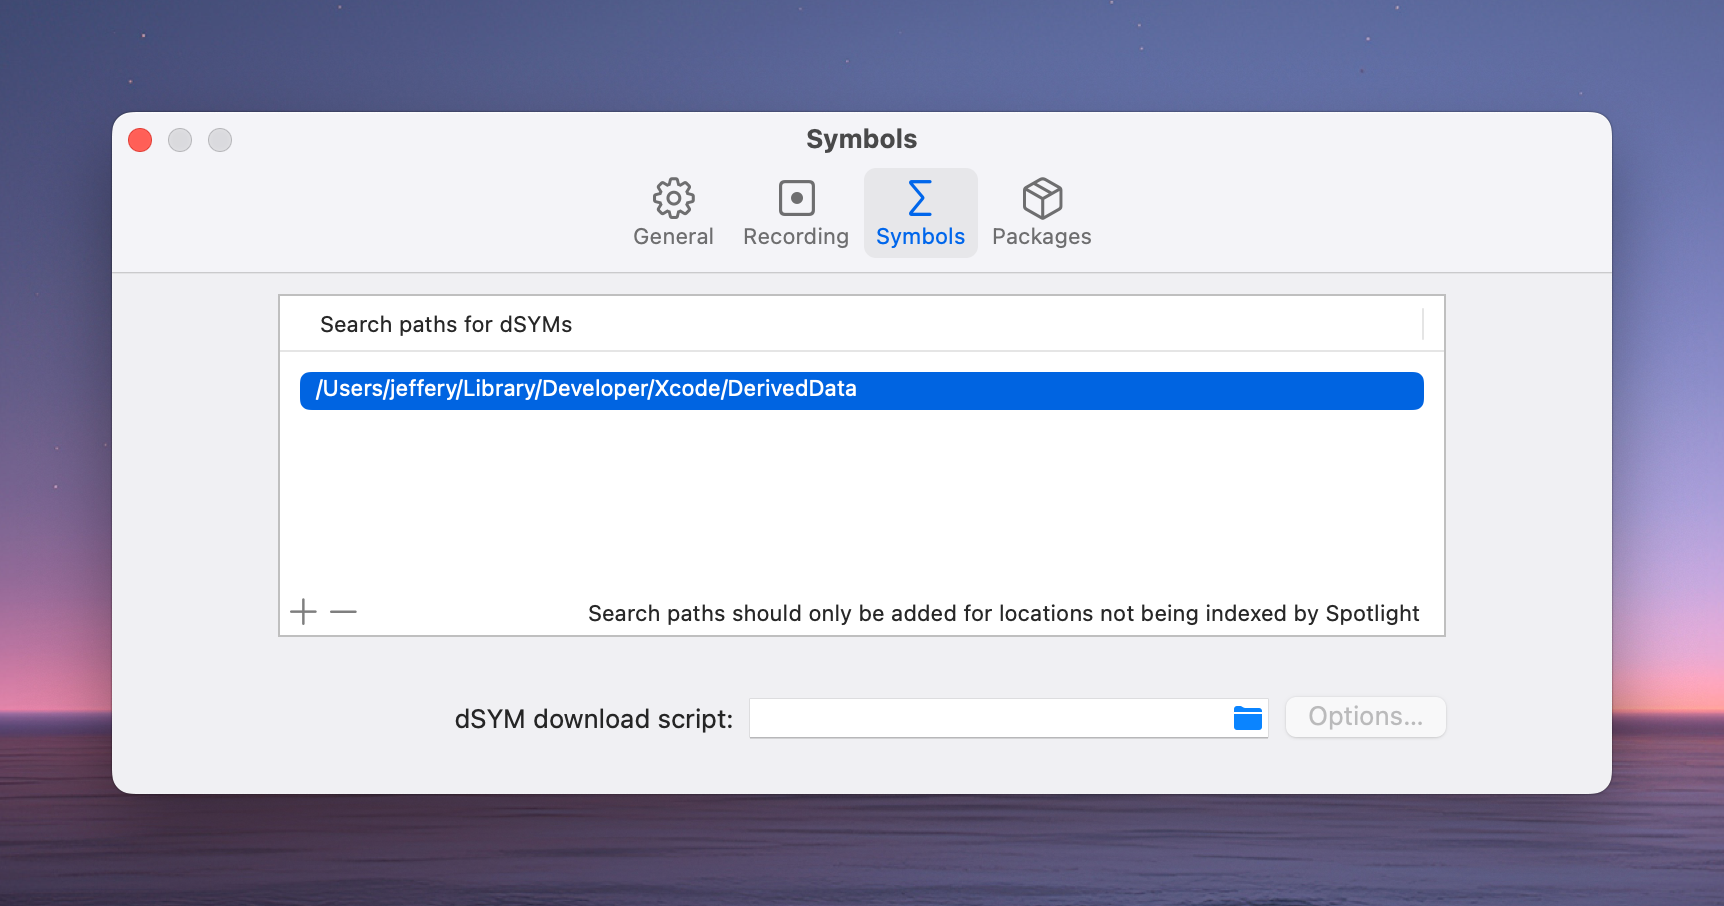 Symbols
General Recording Symbols Packages
Search paths for dSYMs
/Users/jeffery/Library/Developer/Xcode/DerivedData
Search paths should only be added for locations not being indexed by Spotlight
dSYM download script: Options...